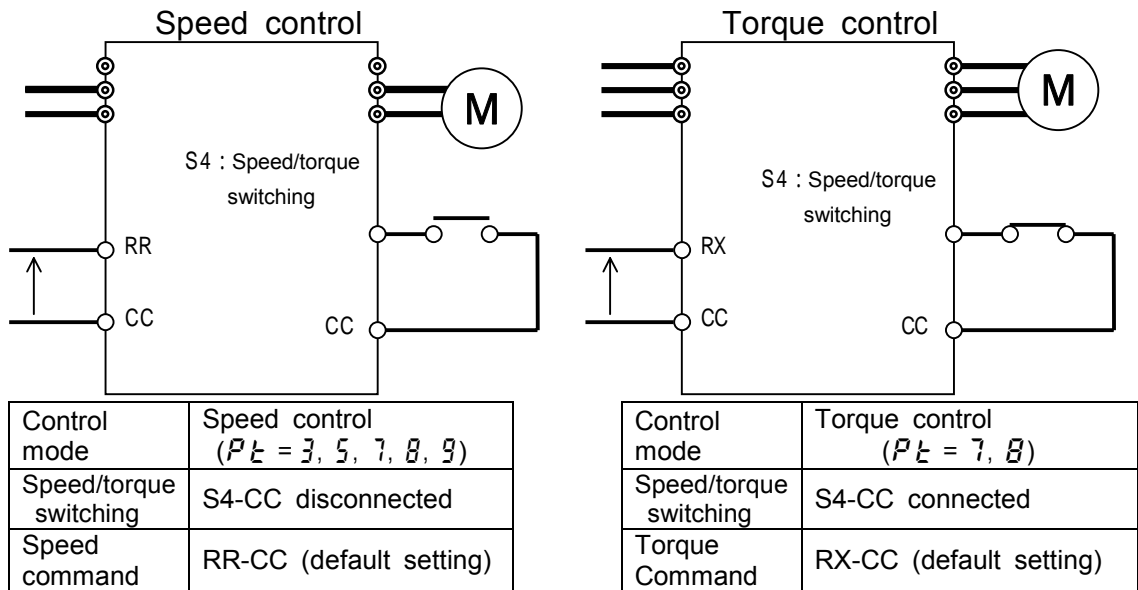 Speed control
M
S4 : Speed/torque
switching
RR
CC
CC
Control
mode
Speed control
(Pt = 3, 5, 7, 8, 9)
Speed/torque
switching
S4-CC disconnected
Speed
command
RR-CC (default setting)
Torque control
M
S4 : Speed/torque
switching
RX
CC
CC
Control
mode
Torque control
(Pt = 7, 8)
Speed/torque
switching
S4-CC connected
Torque
Command
RX-CC (default setting)